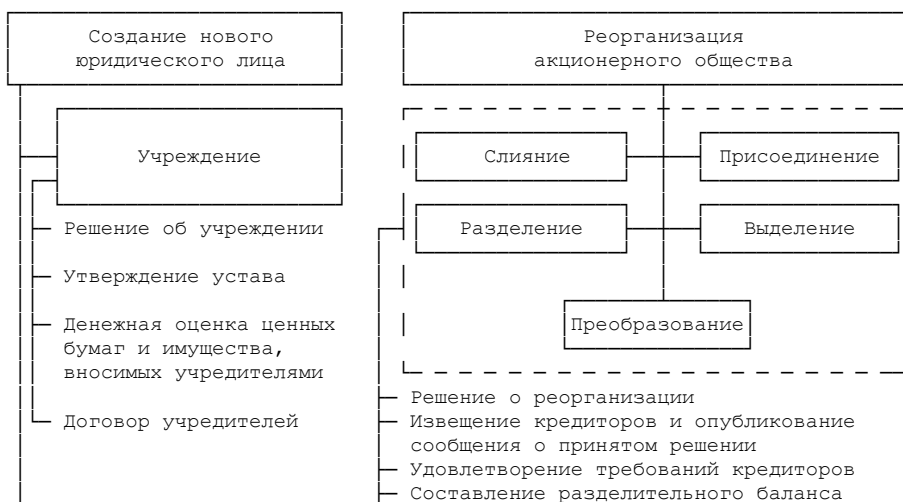 Создание нового
юридического лица
Реорганизация
акционерного общества
Учреждение
Слияние
Присоединение
Решение об учреждении
Разделение
Выделение
Утверждение устава
Денежная оценка ценных
бумаг и имущества,
вносимых учредителями
Преобразование
Договор учредителей
Решение о реорганизации
Извещение кредиторов и опубликование
сообщения о принятом решении
Удовлетворение требований кредиторов
Составление разделительного баланса